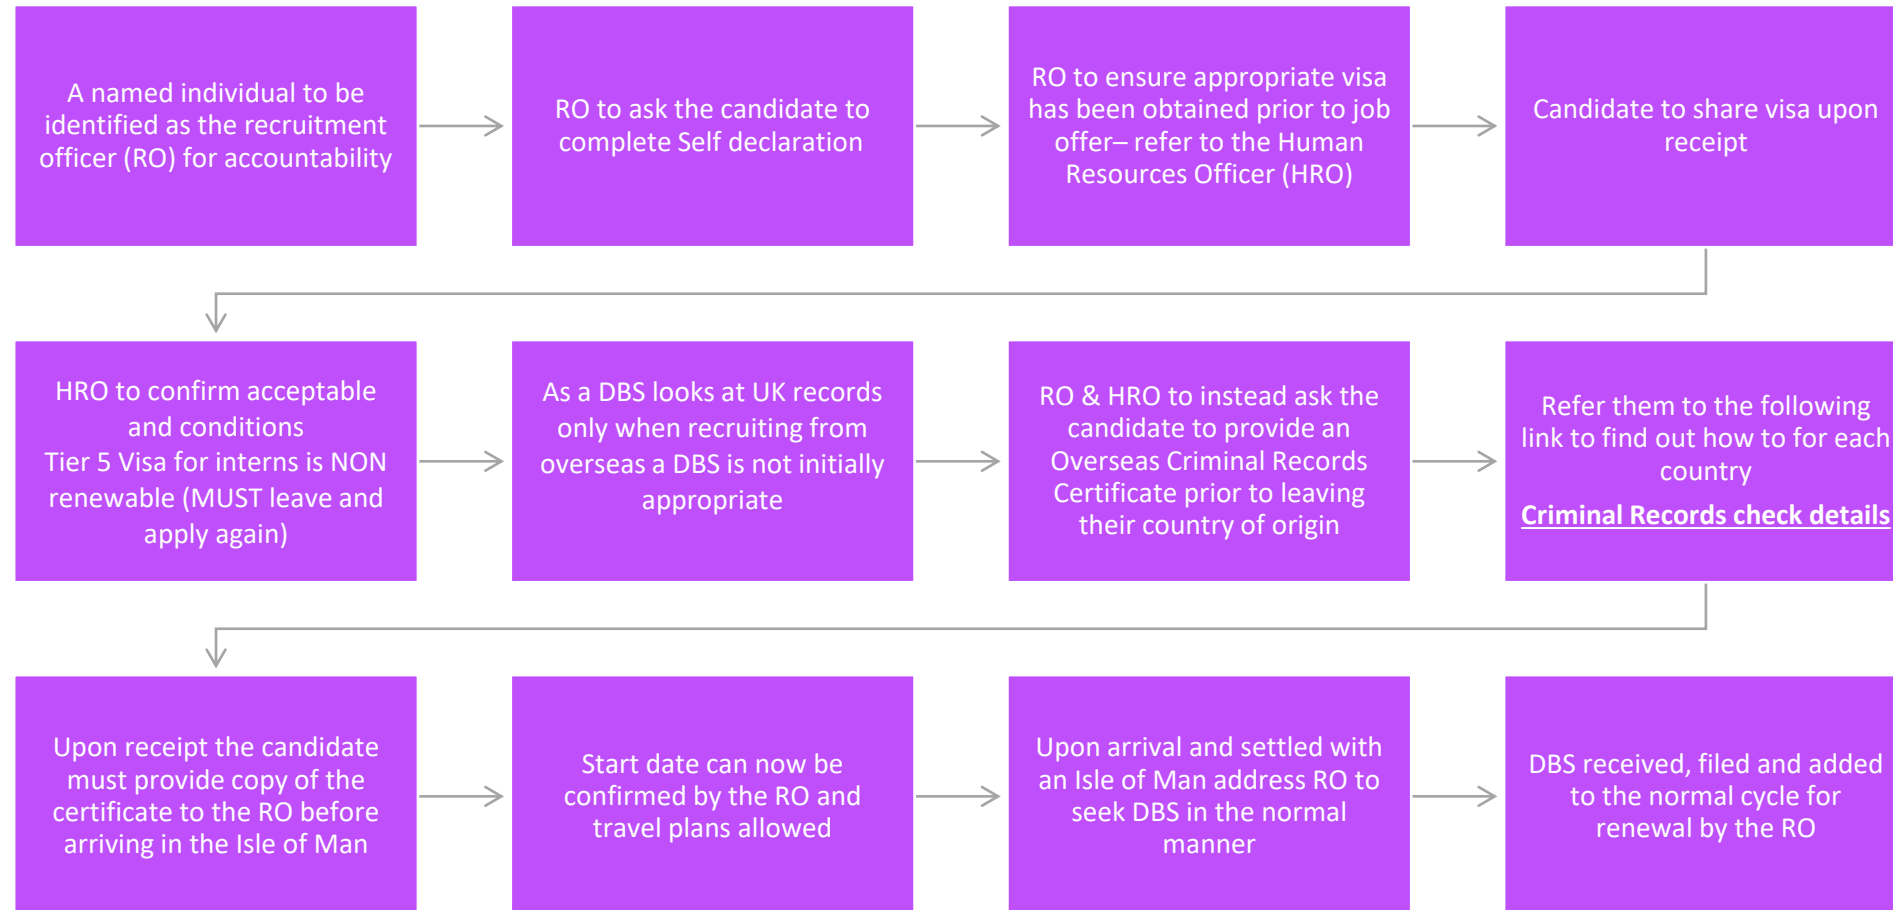 A named individual to be
identified as the recruitment
officer (RO) for accountability
RO to ask the candidate to
complete Self declaration
RO to ensure appropriate visa
has been obtained prior to job
offer– refer to the Human
Resources Officer (HRO)
Candidate to share visa upon
receipt
HRO to confirm acceptable
and conditions
Tier 5 Visa for interns is NON
renewable (MUST leave and
apply again)
As a DBS looks at UK records
only when recruiting from
overseas a DBS is not initially
appropriate
RO & HRO to instead ask the
candidate to provide an
Overseas Criminal Records
Certificate prior to leaving
their country of origin
Refer them to the following
link to find out how to for each
country
Criminal Records check details
Upon receipt the candidate
must provide copy of the
certificate to the RO before
arriving in the Isle of Man
Start date can now be
confirmed by the RO and
travel plans allowed
Upon arrival and settled with
an Isle of Man address RO to
seek DBS in the normal
manner
DBS received, filed and added
to the normal cycle for
renewal by the RO